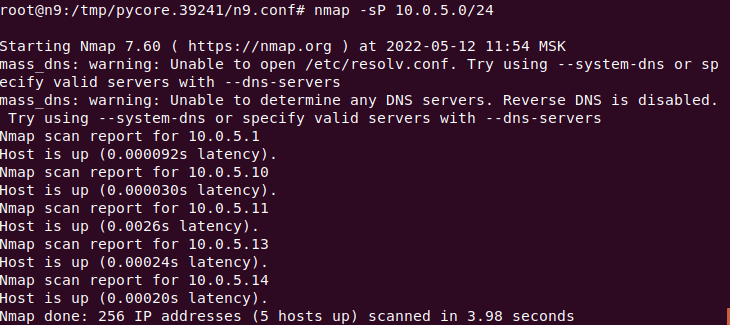 root@n9:/tmp/pycore.39241/n9.conf# nmap -sP 10.0.5.0/24
Starting Nmap 7.60 ( https://nmap.org ) at 2022-05-12 11:54 MSK
mass_dns: warning: Unable to open /etc/resolv.conf. Try using --system-dns or sp
ecify valid servers with --dns-servers
mass_dns: warning: Unable to determine any DNS servers. Reverse DNS is disabled.
 Try using --system-dns or specify valid servers with --dns-servers
Nmap scan report for 10.0.5.1
Host is up (0.000092s latency).
Nmap scan report for 10.0.5.10
Host is up (0.000030s latency).
Nmap scan report for 10.0.5.11
Host is up (0.0026s latency).
Nmap scan report for 10.0.5.13
Host is up (0.00024s latency).
Nmap scan report for 10.0.5.14
Host is up (0.00020s latency).
Nmap done: 256 IP addresses (5 hosts up) scanned in 3.98 seconds